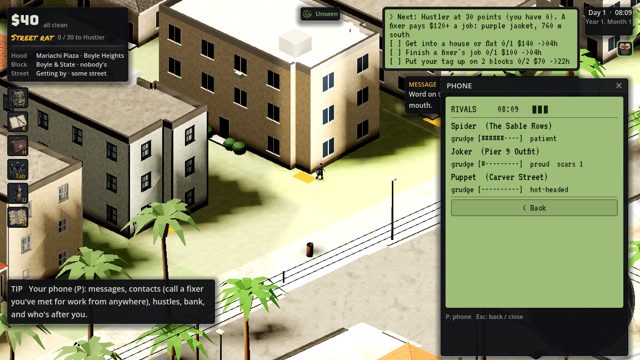 $40 all clean
STREET RAT 0 / 30 to Hustler
Hood Mariachi Plaza · Boyle Heights
Block Boyle & State · nobody's
Street Getting by · some street
H
Tab
U
Unseen
> Next: Hustler at 30 points (you have 0). A
fixer pays $120+ a job: purple jacket, 760 m
south
[ ] Get into a house or flat 0/1 $140 ->04h
[ ] Finish a fixer's job 0/1 $100 ->04h
[ ] Put your tag up on 2 blocks 0/2 $70 ->22h
Day 1 · 08:09
Year 1, Month 1
MESSAGE
Word on t
mouth.
PHONE ×
RIVALS 08:09
Spider (The Sable Rows)
grudge [######----] patient
Joker (Pier 9 Outfit)
grudge [#---------] proud scars 1
Puppet (Carver Street)
grudge [----------] hot-headed
< Back
P: phone Esc: back / close
TIP Your phone (P): messages, contacts (call a fixer
you've met for work from anywhere), hustles, bank,
and who's after you.